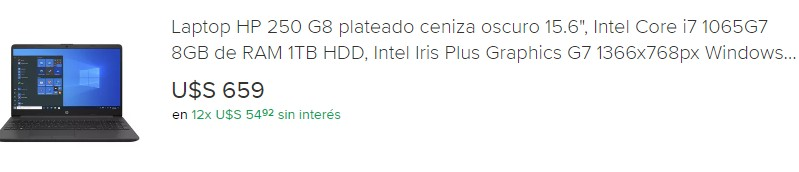 Laptop HP 250 G8 plateado ceniza oscuro 15.6", Intel Core i7 1065G7
8GB de RAM 1TB HDD, Intel Iris Plus Graphics G7 1366x768px Windows...
U$S 659
en 12x U$S 54⁹² sin interés